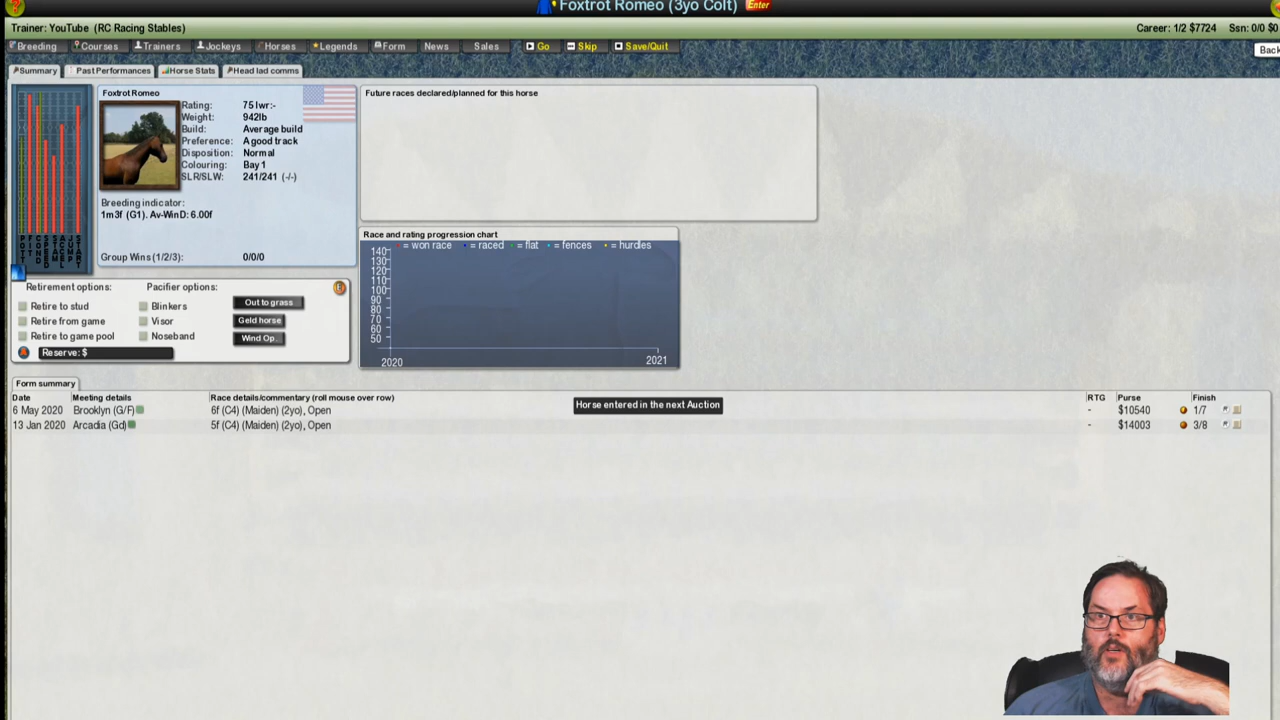 Foxtrot Romeo (3yo Colt) Enter
Trainer: YouTube (RC Racing Stables) Career: 1/2 $7724 Ssn: 0/0 $0
Breeding Courses Trainers Jockeys Horses Legends Form News Sales Go Skip Save/Quit Back
Summary Past Performances Horse Stats Head lad comms
Foxtrot Romeo
Rating: 75 lwr:-
Weight: 942lb
Build: Average build
Preference: A good track
Disposition: Normal
Colouring: Bay 1
SLR/SLW: 241/241 (-/-)
Breeding indicator:
1m3f (G1). Av-WinD: 6.00f
Group Wins (1/2/3): 0/0/0
POT
FIT
COND
SPEED
STAM
ACCEL
JUMP
START
Future races declared/planned for this horse
Race and rating progression chart
= won race = raced = flat = fences = hurdles
140
130
120
110
100
90
80
70
60
50
2020 2021
Retirement options: Pacifier options:
Retire to stud Blinkers Out to grass
Retire from game Visor Geld horse
Retire to game pool Noseband Wind Op..
Reserve: $
Form summary
Date Meeting details Race details/commentary (roll mouse over row) RTG Purse Finish
6 May 2020 Brooklyn (G/F) 6f (C4) (Maiden) (2yo), Open - $10540 1/7
13 Jan 2020 Arcadia (Gd) 5f (C4) (Maiden) (2yo), Open - $14003 3/8
Horse entered in the next Auction